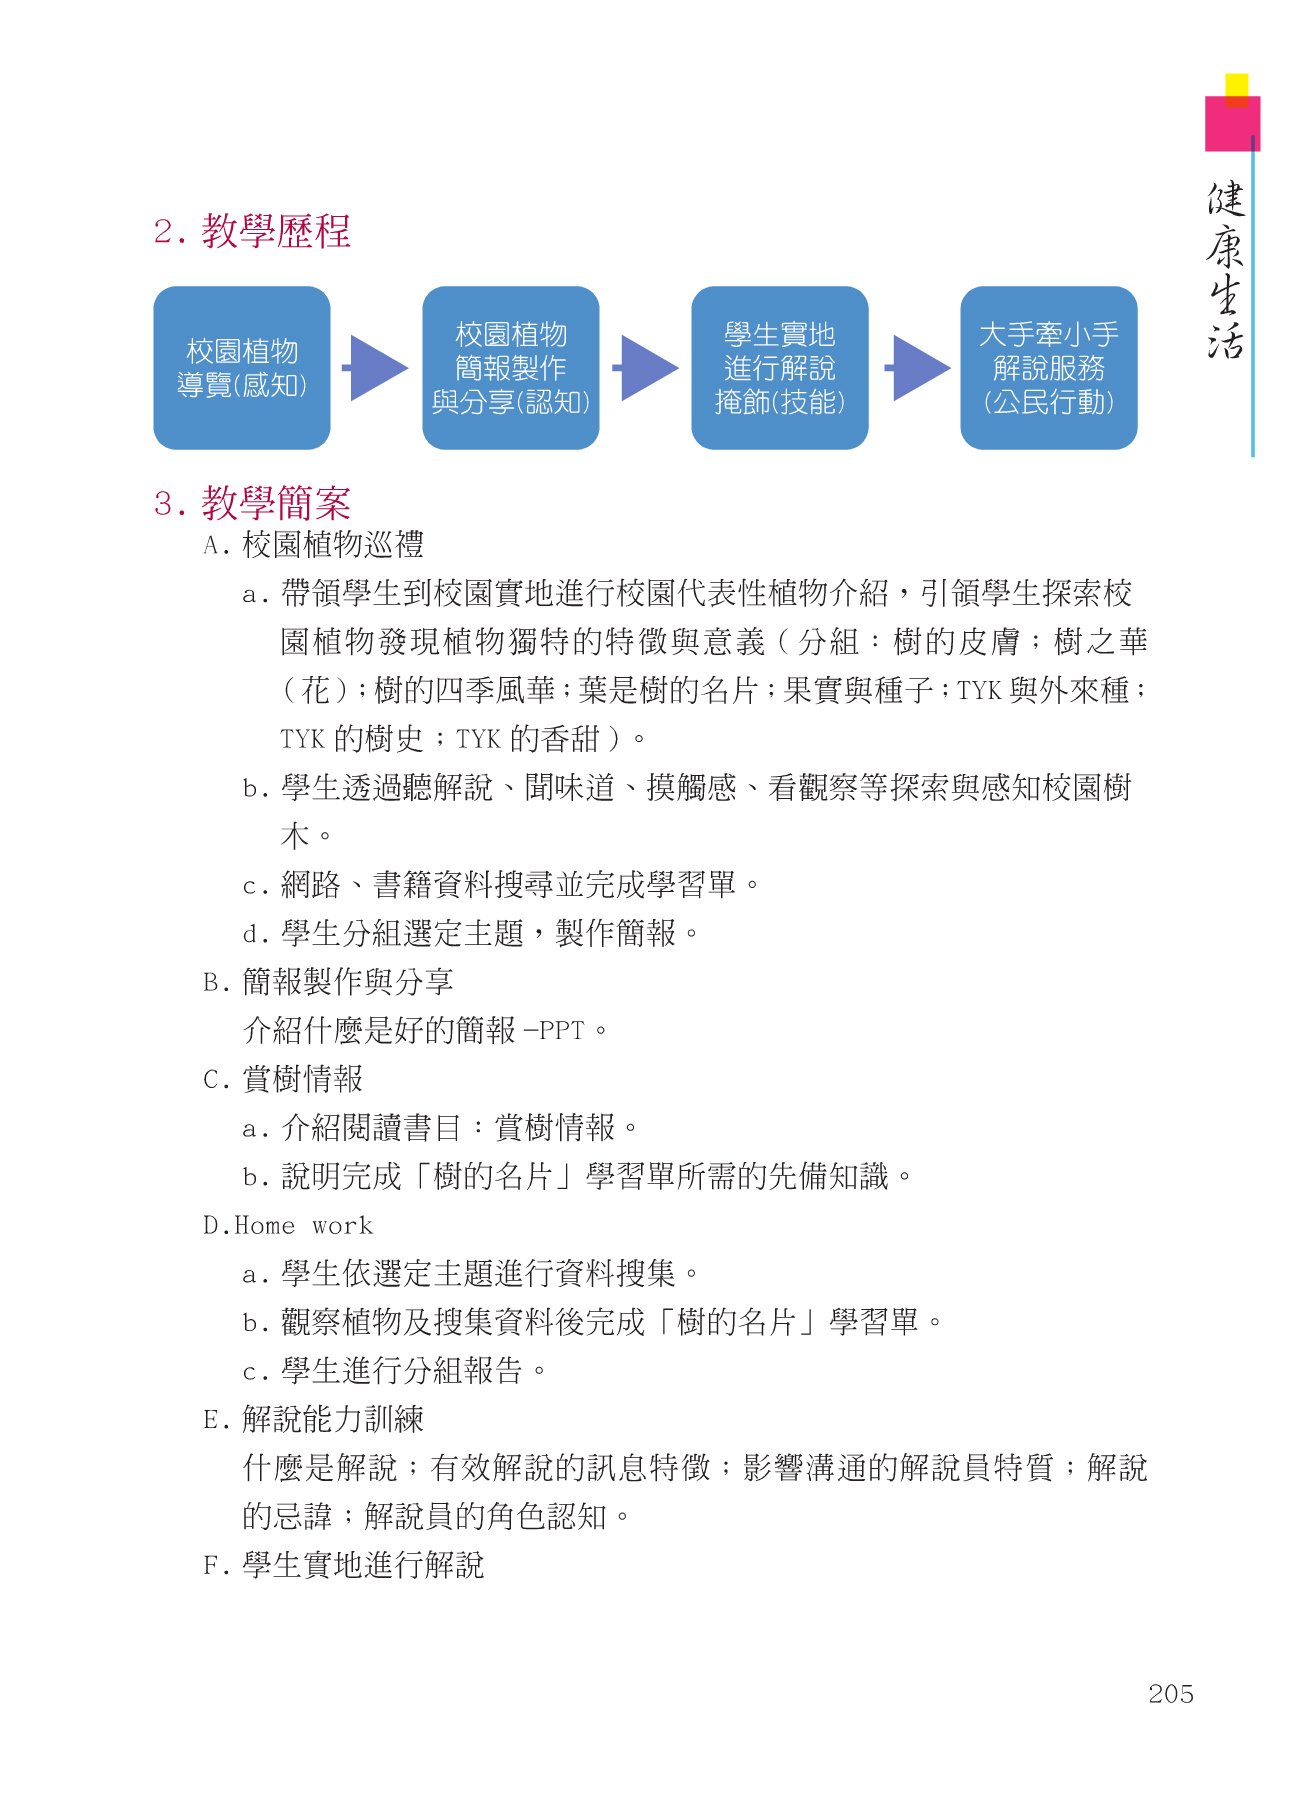 健康生活
2. 教學歷程
校園植物
導覽(感知)
校園植物
簡報製作
與分享(認知)
學生實地
進行解說
掩飾(技能)
大手牽小手
解說服務
(公民行動)
3. 教學簡案
A. 校園植物巡禮
a. 帶領學生到校園實地進行校園代表性植物介紹，引領學生探索校
園植物發現植物獨特的特徵與意義（分組：樹的皮膚；樹之華
（花）；樹的四季風華；葉是樹的名片；果實與種子；TYK 與外來種；
TYK 的樹史；TYK 的香甜）。
b. 學生透過聽解說、聞味道、摸觸感、看觀察等探索與感知校園樹
木。
c. 網路、書籍資料搜尋並完成學習單。
d. 學生分組選定主題，製作簡報。
B. 簡報製作與分享
介紹什麼是好的簡報 –PPT。
C. 賞樹情報
a. 介紹閱讀書目：賞樹情報。
b. 說明完成「樹的名片」學習單所需的先備知識。
D.Home work
a. 學生依選定主題進行資料搜集。
b. 觀察植物及搜集資料後完成「樹的名片」學習單。
c. 學生進行分組報告。
E. 解說能力訓練
什麼是解說；有效解說的訊息特徵；影響溝通的解說員特質；解說
的忌諱；解說員的角色認知。
F. 學生實地進行解說
205